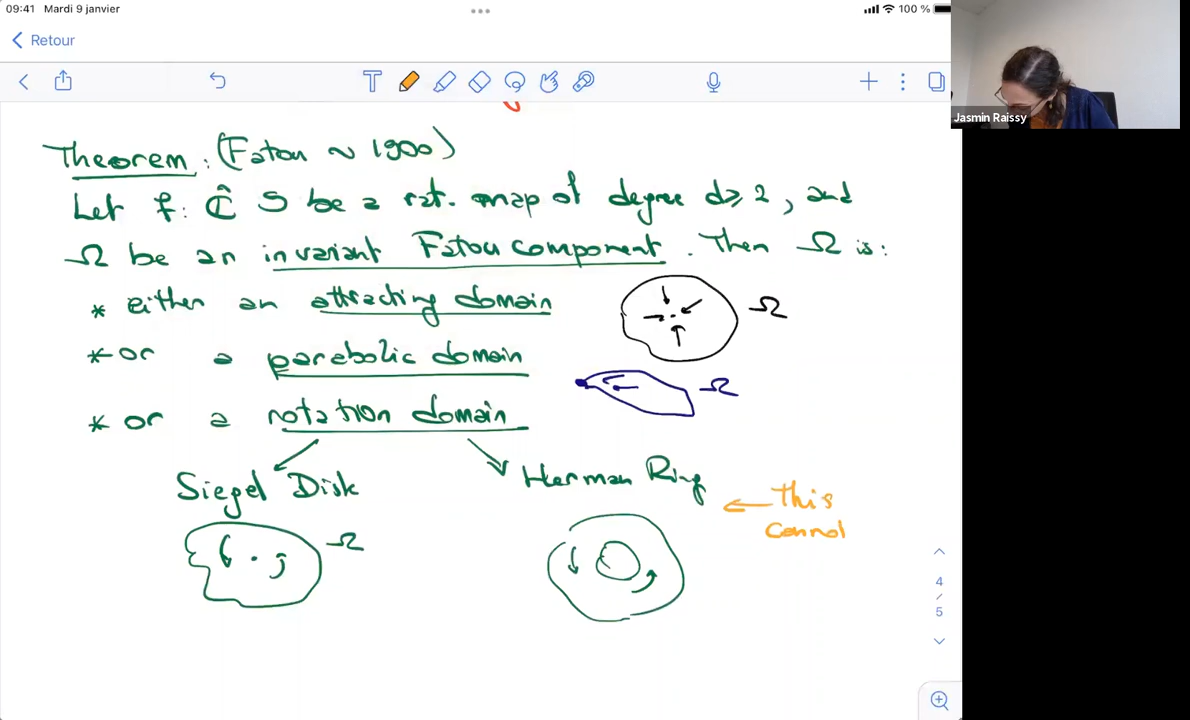 09:41 Mardi 9 janvier
100 %
Retour
Jasmin Raissy
Theorem: (Fatou ~ 1900)
Let f: Ĉ ↺ be a rat. map of degree d ≥ 2, and
Ω be an invariant Fatou component. Then Ω is:
* either an attracting domain
Ω
* or a parabolic domain
Ω
* or a rotation domain
Siegel Disk
Herman Ring
← this
cannot
Ω
4
/
5